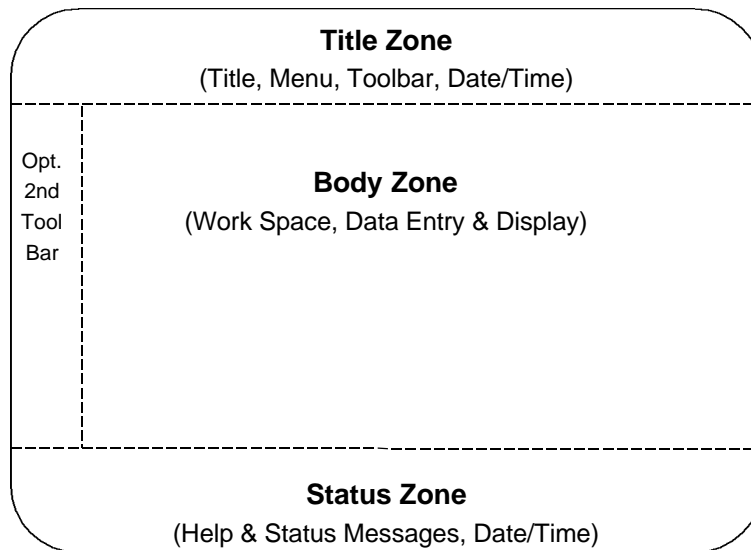 Title Zone
(Title, Menu, Toolbar, Date/Time)
Opt.
2nd
Tool
Bar
Body Zone
(Work Space, Data Entry & Display)
Status Zone
(Help & Status Messages, Date/Time)